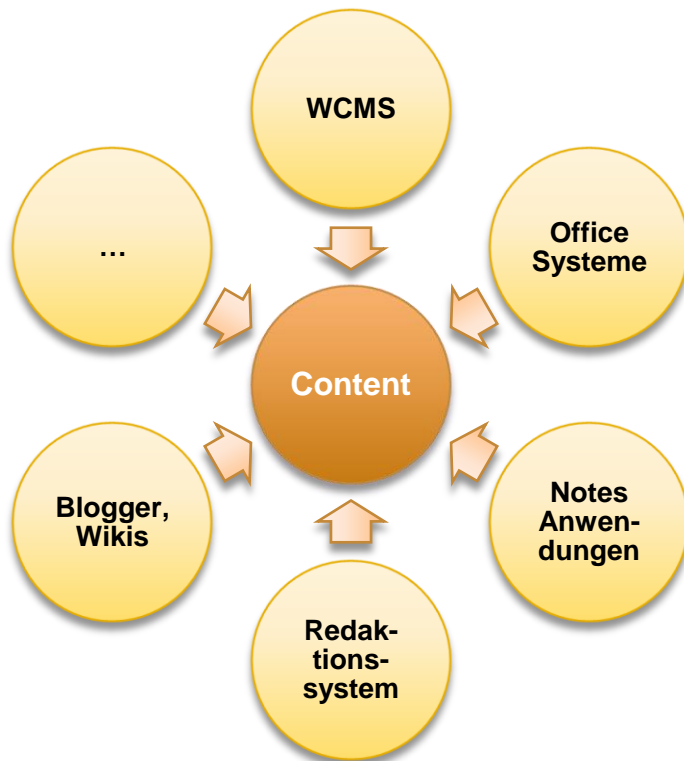 WCMS
...
Office
Systeme
Content
Blogger,
Wikis
Notes
Anwen-
dungen
Redak-
tions-
system